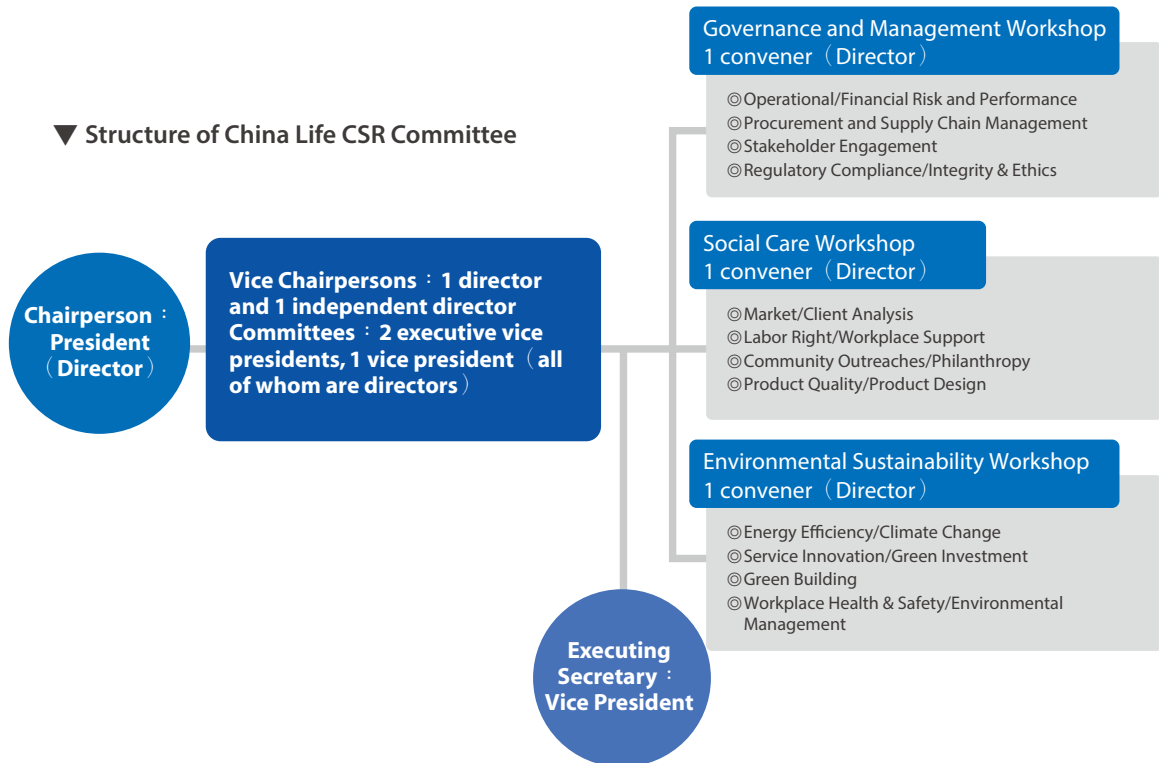 ▼ Structure of China Life CSR Committee
Chairperson：
President
（Director）
Vice Chairpersons：1 director
and 1 independent director
Committees：2 executive vice
presidents, 1 vice president（all
of whom are directors）
Executing
Secretary：
Vice President
Governance and Management Workshop
1 convener（Director）
◎Operational/Financial Risk and Performance
◎Procurement and Supply Chain Management
◎Stakeholder Engagement
◎Regulatory Compliance/Integrity & Ethics
Social Care Workshop
1 convener（Director）
◎Market/Client Analysis
◎Labor Right/Workplace Support
◎Community Outreaches/Philanthropy
◎Product Quality/Product Design
Environmental Sustainability Workshop
1 convener（Director）
◎Energy Efficiency/Climate Change
◎Service Innovation/Green Investment
◎Green Building
◎Workplace Health & Safety/Environmental
Management